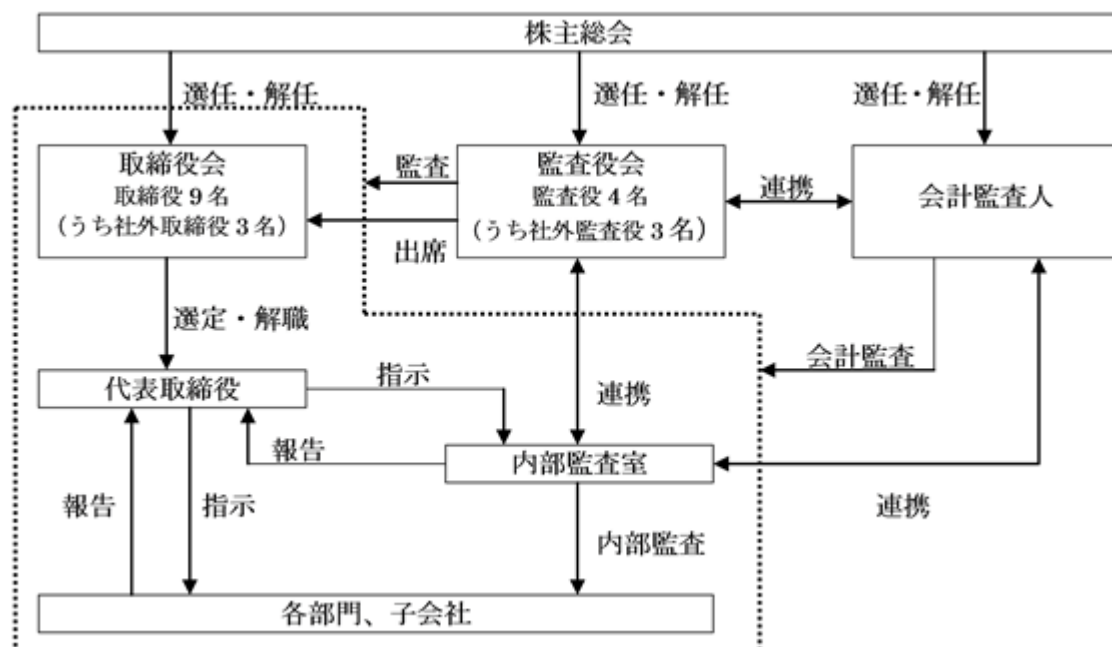 株主総会
選任・解任
選任・解任
選任・解任
取締役会
取締役9名
（うち社外取締役3名）
監査
出席
監査役会
監査役4名
（うち社外監査役3名）
連携
会計監査人
選定・解職
会計監査
代表取締役
指示
連携
報告
内部監査室
報告
指示
連携
内部監査
各部門、子会社